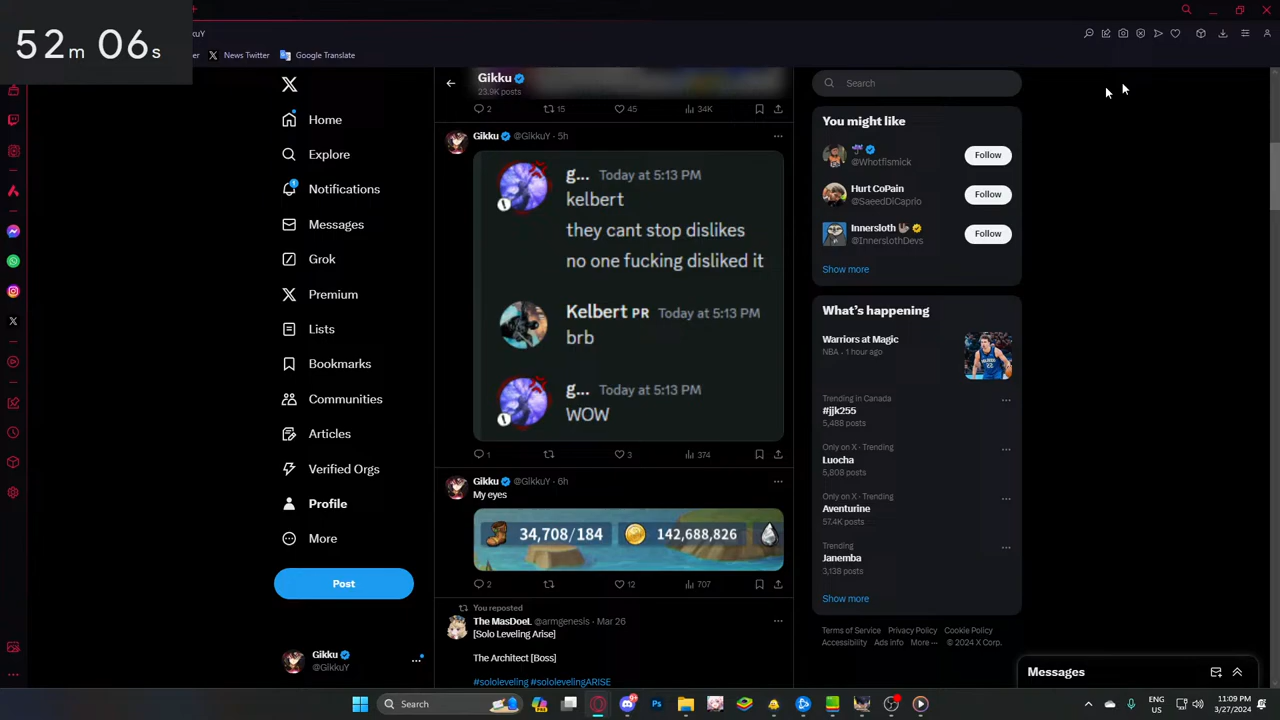 52m 06s
kuY
er
News Twitter
Google Translate
Home
Explore
1
Notifications
Messages
Grok
Premium
Lists
Bookmarks
Communities
Articles
Verified Orgs
Profile
More
Post
Gikku
@GikkuY
Gikku
23.9K posts
2 15 45 34K
Gikku @GikkuY · 5h
g... Today at 5:13 PM
kelbert
they cant stop dislikes
no one fucking disliked it
Kelbert PR Today at 5:13 PM
brb
g... Today at 5:13 PM
WOW
1 3 374
Gikku @GikkuY · 6h
My eyes
34,708/184 142,688,826
2 12 707
You reposted
The MasDoeL @armgenesis · Mar 26
[Solo Leveling Arise]
The Architect [Boss]
#sololeveling #sololevelingARISE
Search
You might like
@Whotfismick
Follow
Hurt CoPain
@SaeedDiCaprio
Follow
Innersloth
@InnerslothDevs
Follow
Show more
What's happening
Warriors at Magic
NBA · 1 hour ago
Trending in Canada
#jjk255
5,488 posts
Only on X · Trending
Luocha
5,808 posts
Only on X · Trending
Aventurine
57.4K posts
Trending
Janemba
3,138 posts
Show more
Terms of Service Privacy Policy Cookie Policy
Accessibility Ads info More ··· © 2024 X Corp.
Messages
Search
9+
ENG
US
11:09 PM
3/27/2024